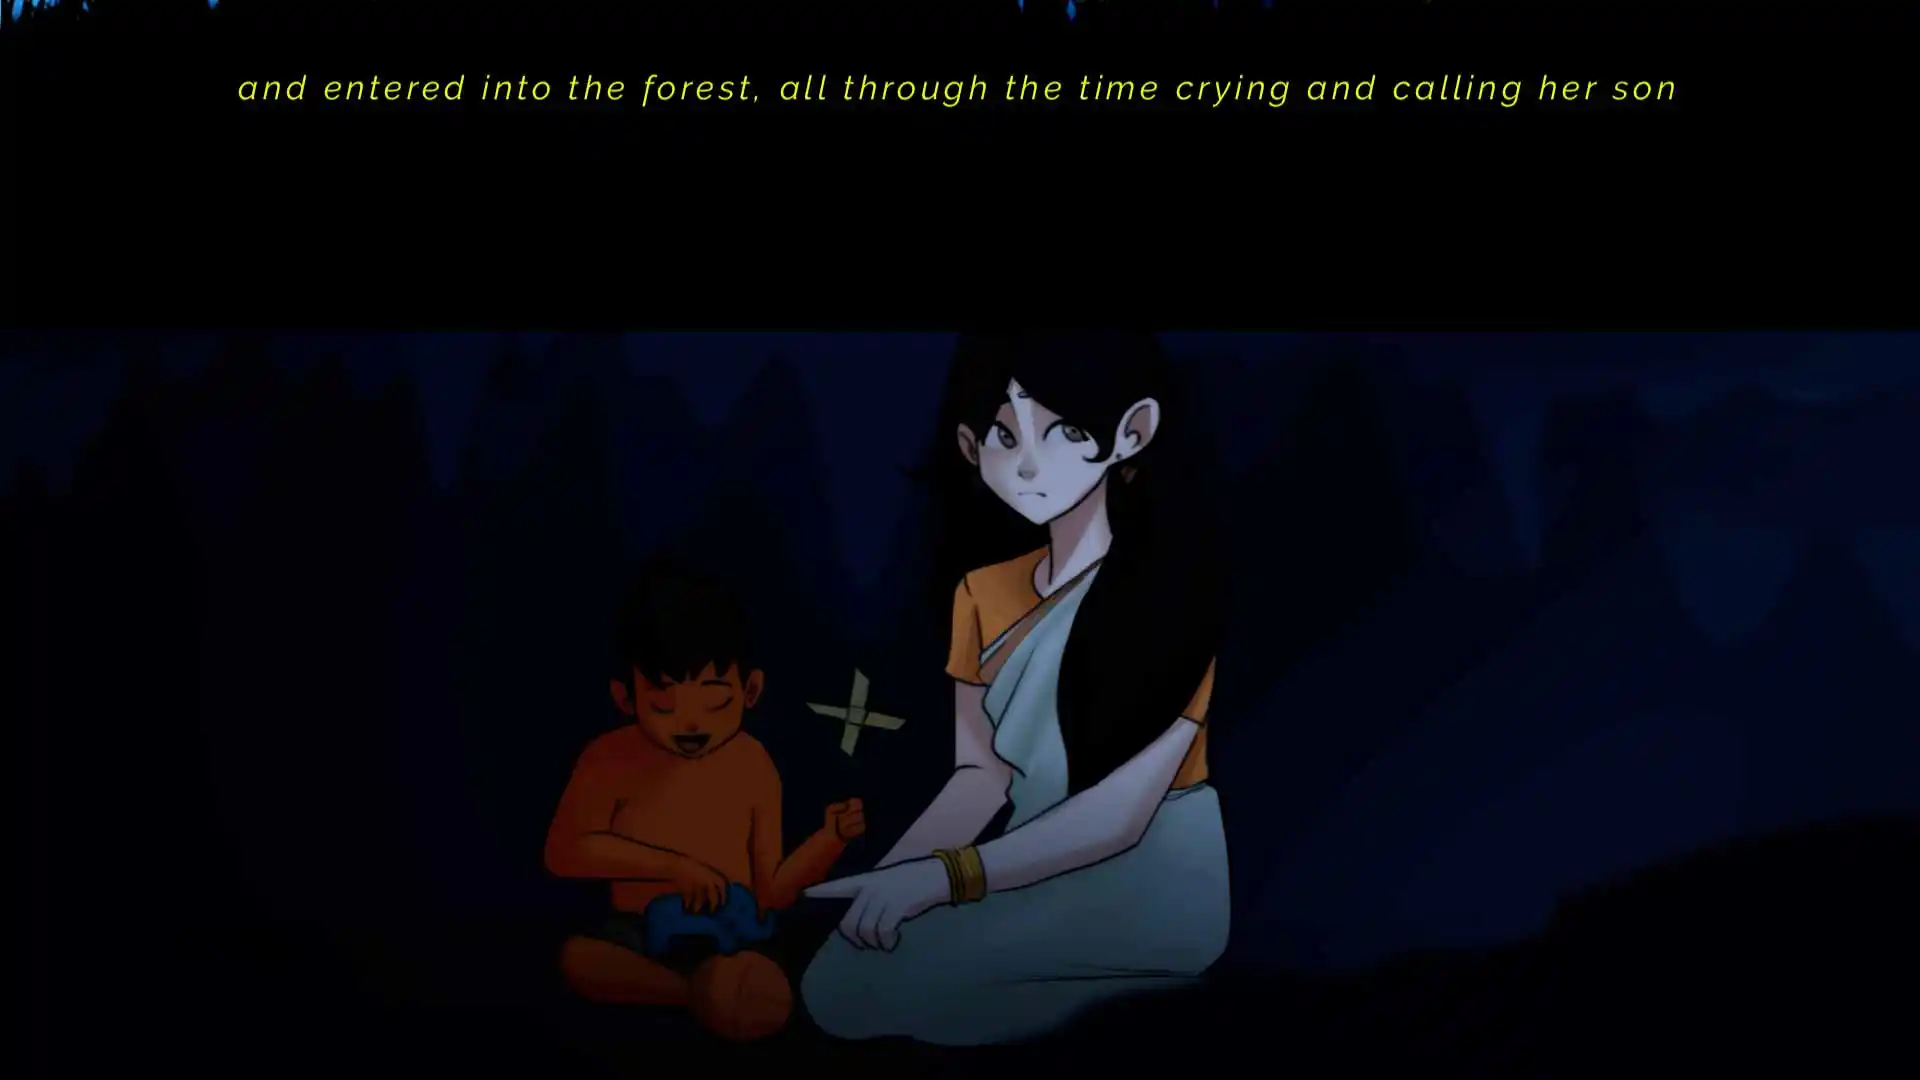 and entered into the forest, all through the time crying and calling her son